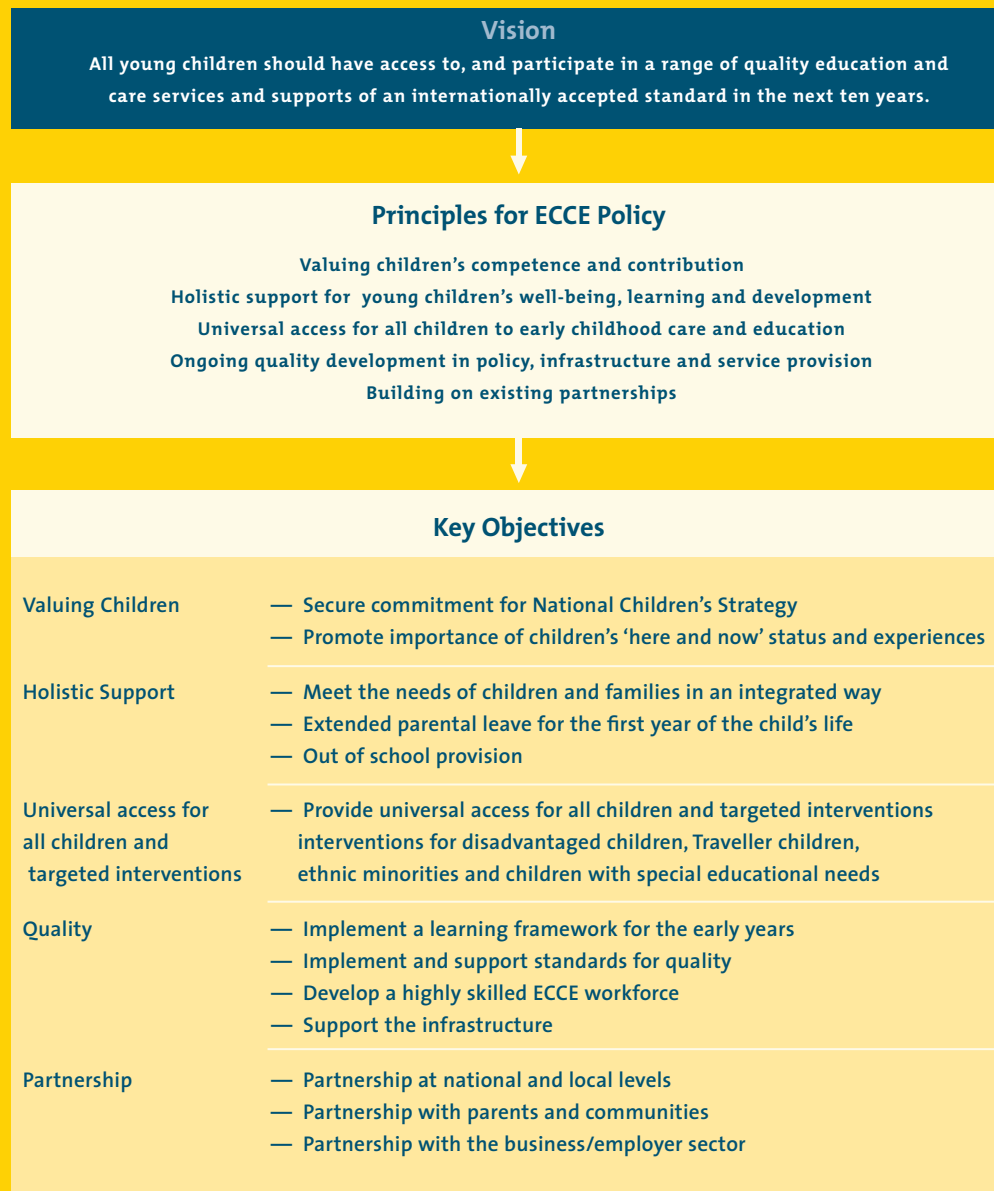 Vision
All young children should have access to, and participate in a range of quality education and
care services and supports of an internationally accepted standard in the next ten years.
Principles for ECCE Policy
Valuing children's competence and contribution
Holistic support for young children's well-being, learning and development
Universal access for all children to early childhood care and education
Ongoing quality development in policy, infrastructure and service provision
Building on existing partnerships
Key Objectives
Valuing Children
— Secure commitment for National Children's Strategy
— Promote importance of children's ‘here and now’ status and experiences
Holistic Support
— Meet the needs of children and families in an integrated way
— Extended parental leave for the first year of the child's life
— Out of school provision
Universal access for
all children and
targeted interventions
— Provide universal access for all children and targeted interventions
interventions for disadvantaged children, Traveller children,
ethnic minorities and children with special educational needs
Quality
— Implement a learning framework for the early years
— Implement and support standards for quality
— Develop a highly skilled ECCE workforce
— Support the infrastructure
Partnership
— Partnership at national and local levels
— Partnership with parents and communities
— Partnership with the business/employer sector